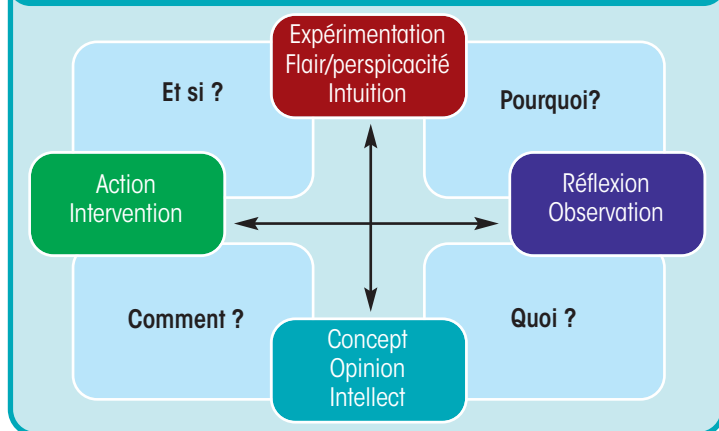 Expérimentation
Flair/perspicacité
Intuition
Et si ?
Pourquoi?
Action
Intervention
Réflexion
Observation
Comment ?
Quoi ?
Concept
Opinion
Intellect